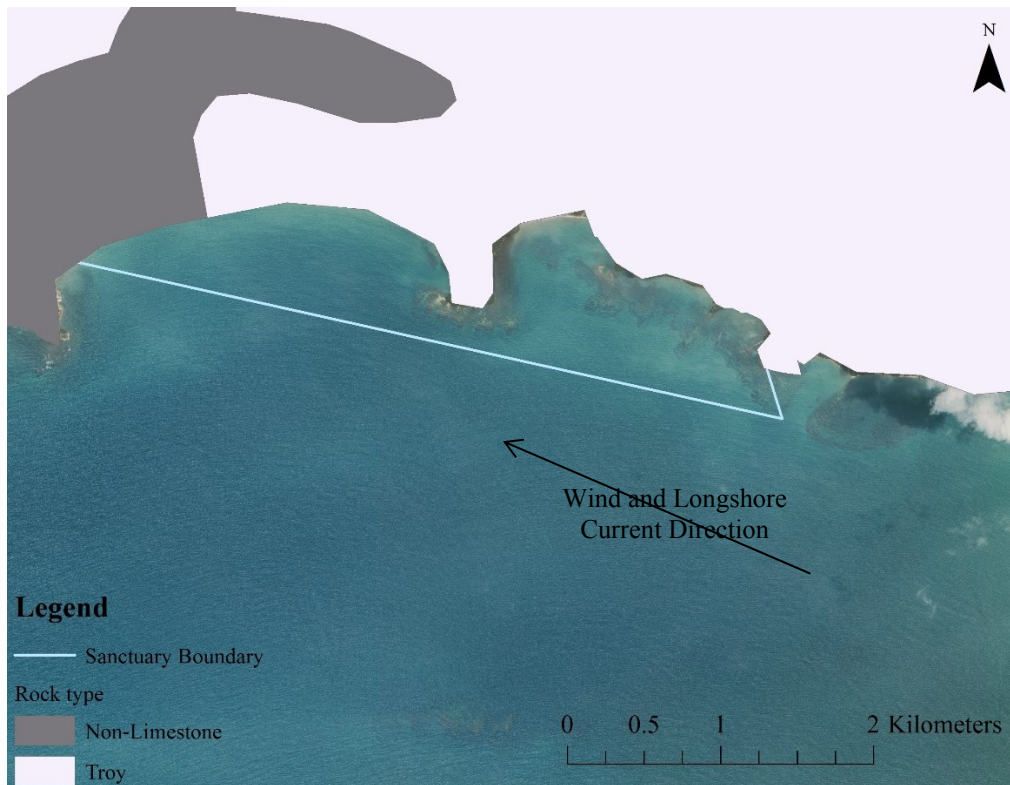 N
Wind and Longshore
Current Direction
Legend
Sanctuary Boundary
Rock type
Non-Limestone
Troy
0 0.5 1 2 Kilometers